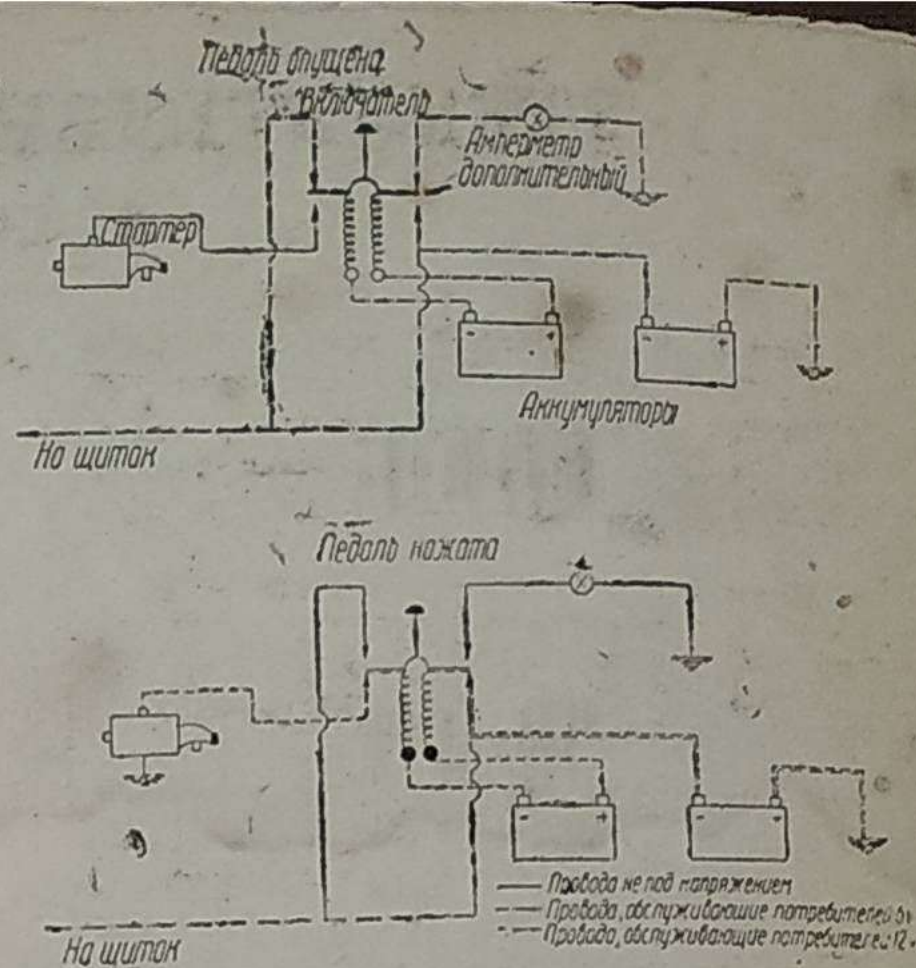 Педаль опущена
Включатель
Амперметр
дополнительный
Стартер
- +
- +
Аккумуляторы
На щиток
Педаль нажата
- +
-
На щиток
Провода не под напряжением
Провода, обслуживающие потребителей 6v
Провода, обслуживающие потребителей 12